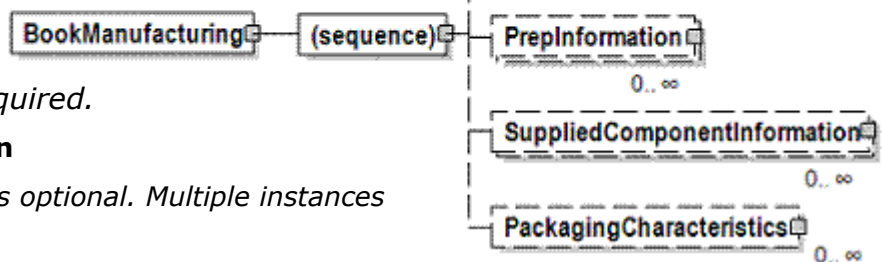 BookManufacturing (sequence) PrepInformation
0.. ∞
quired.
SuppliedComponentInformation
n
0.. ∞
s optional. Multiple instances
PackagingCharacteristics
0.. ∞